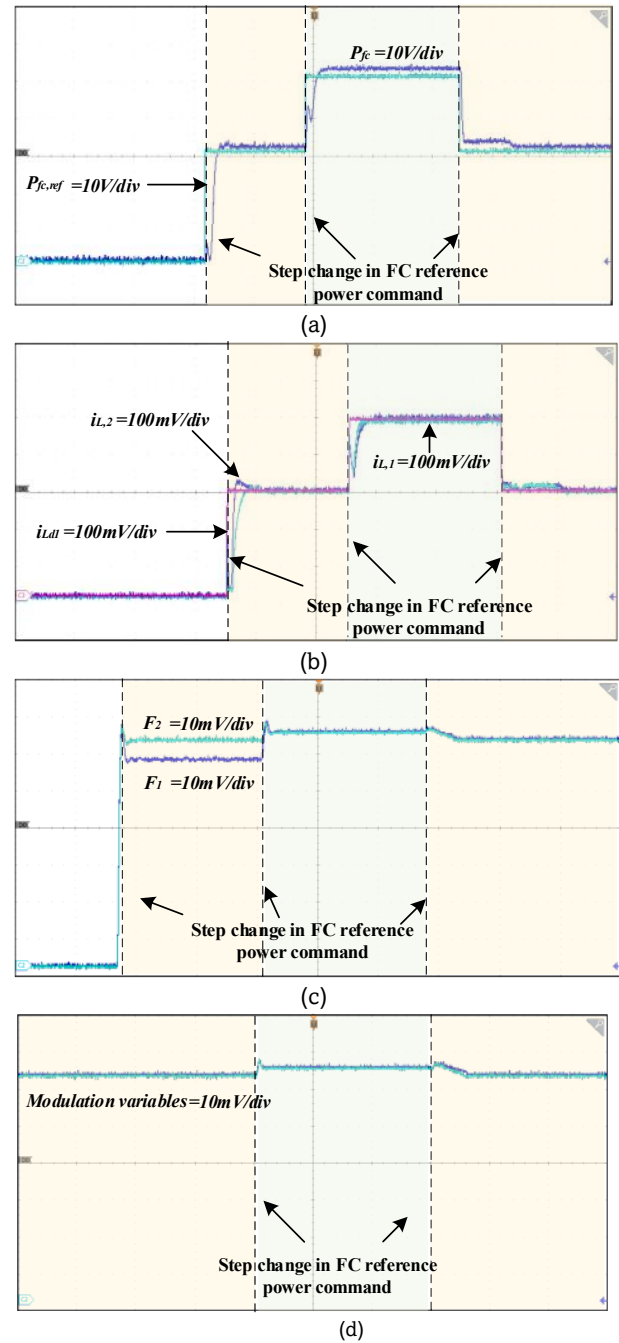 P_fc =10V/div
P_fc,ref =10V/div
Step change in FC reference
power command
(a)
i_L,2 =100mV/div
i_L,1=100mV/div
i_Ld1=100mV/div
Step change in FC reference
power command
(b)
F_2 =10mV/div
F_1 =10mV/div
Step change in FC reference
power command
(c)
Modulation variables=10mV/div
Step change in FC reference
power command
(d)